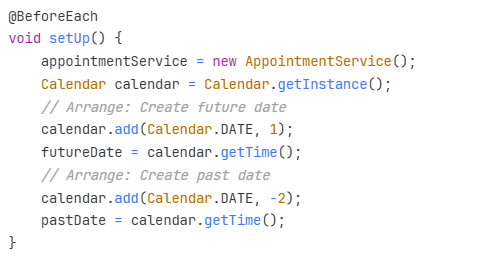 @BeforeEach
void setUp() {
    appointmentService = new AppointmentService();
    Calendar calendar = Calendar.getInstance();
    // Arrange: Create future date
    calendar.add(Calendar.DATE, 1);
    futureDate = calendar.getTime();
    // Arrange: Create past date
    calendar.add(Calendar.DATE, -2);
    pastDate = calendar.getTime();
}